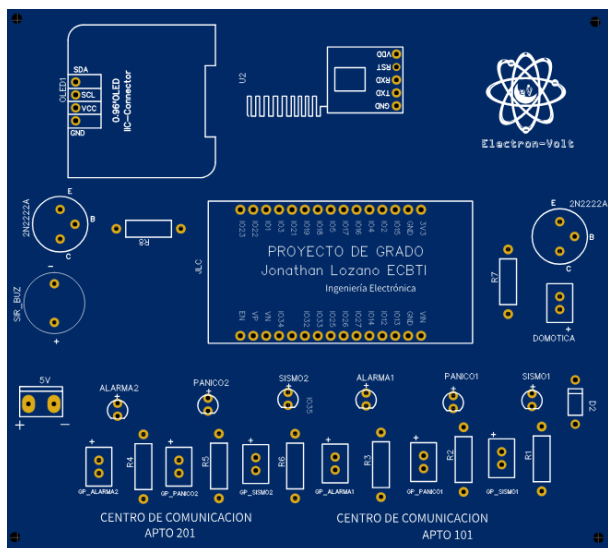 SDA
SCL
VCC
GND
OLED1
0.96"OLED
IIC-Connector
U2
VDD
RST
RXD
TXD
GND
Electron-Volt
2N2222A
E
B
C
R8
2N2222A
E
B
C
JLC
IO23
IO22
IO1
IO3
IO21
IO19
IO18
IO5
IO17
IO16
IO4
IO2
IO15
GND
3V3
PROYECTO DE GRADO
Jonathan Lozano ECBTI
Ingeniería Electrónica
EN
VP
VN
IO34
IO32
IO33
IO25
IO26
IO27
IO14
IO12
IO13
GND
VIN
R7
-
SIR_BUZ
+
+
DOMOTICA
5V
+ -
ALARMA2
+
PANICO2
+
SISMO2
+
IO35
ALARMA1
+
PANICO1
+
SISMO1
+
D2
+
GP_ALARMA2
R4
+
GP_PANICO2
R5
+
GP_SISMO2
R6
+
GP_ALARMA1
R3
+
GP_PANICO1
R2
+
GP_SISMO1
R1
CENTRO DE COMUNICACION
APTO 201
CENTRO DE COMUNICACION
APTO 101